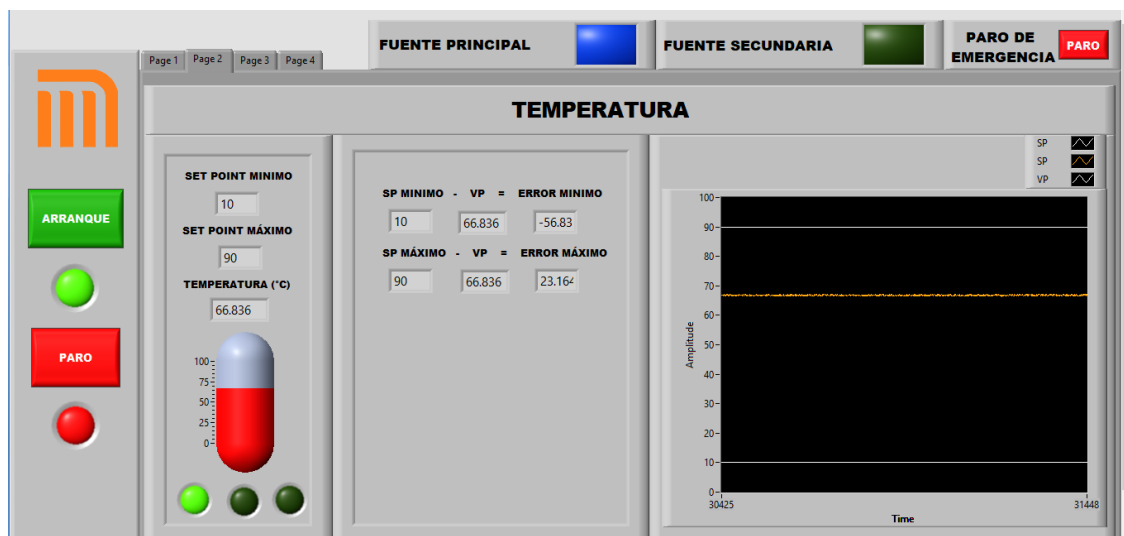 FUENTE PRINCIPAL
FUENTE SECUNDARIA
PARO DE
EMERGENCIA
PARO
Page 1 Page 2 Page 3 Page 4
TEMPERATURA
ARRANQUE
PARO
SET POINT MINIMO
10
SET POINT MÁXIMO
90
TEMPERATURA (°C)
66.836
100
75
50
25
0
SP MINIMO - VP = ERROR MINIMO
10 66.836 -56.83
SP MÁXIMO - VP = ERROR MÁXIMO
90 66.836 23.164
SP
SP
VP
100
90
80
70
60
50
40
30
20
10
0
Amplitude
30425 31448
Time